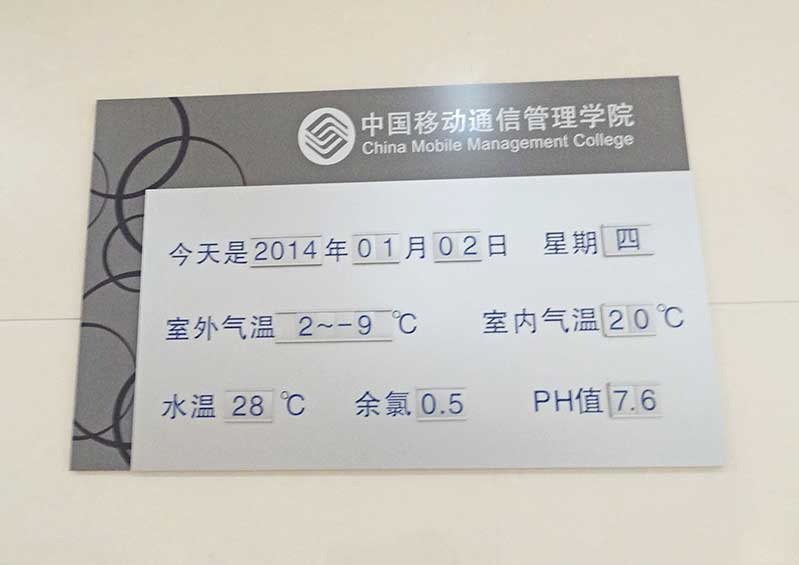 中国移动通信管理学院
China Mobile Management College
今天是2014年01月02日 星期四
室外气温 2~-9℃ 室内气温20℃
水温 28 ℃ 余氯 0.5 PH值7.6